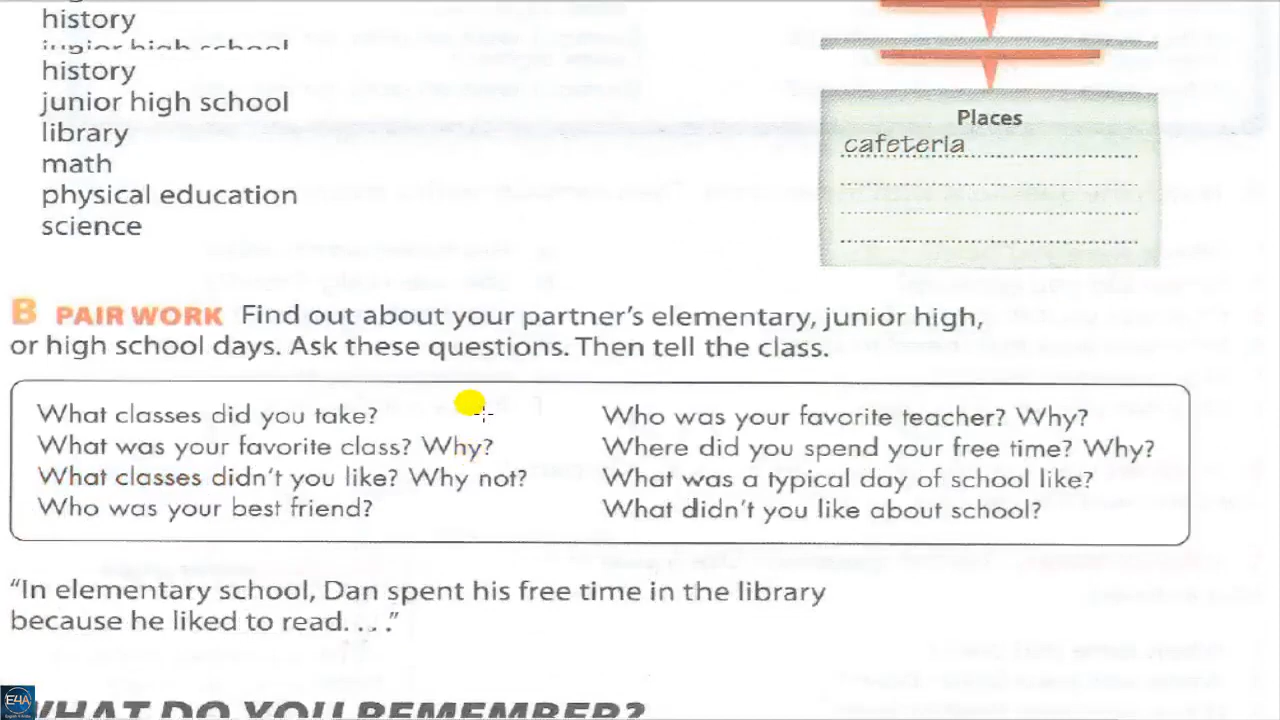 history
history
junior high school
library
math
physical education
science
Places
cafeteria
B PAIR WORK Find out about your partner's elementary, junior high,
or high school days. Ask these questions. Then tell the class.
What classes did you take?
What was your favorite class? Why?
What classes didn't you like? Why not?
Who was your best friend?
Who was your favorite teacher? Why?
Where did you spend your free time? Why?
What was a typical day of school like?
What didn't you like about school?
"In elementary school, Dan spent his free time in the library
because he liked to read. . . ."
WHAT DO YOU REMEMBER?
E4A